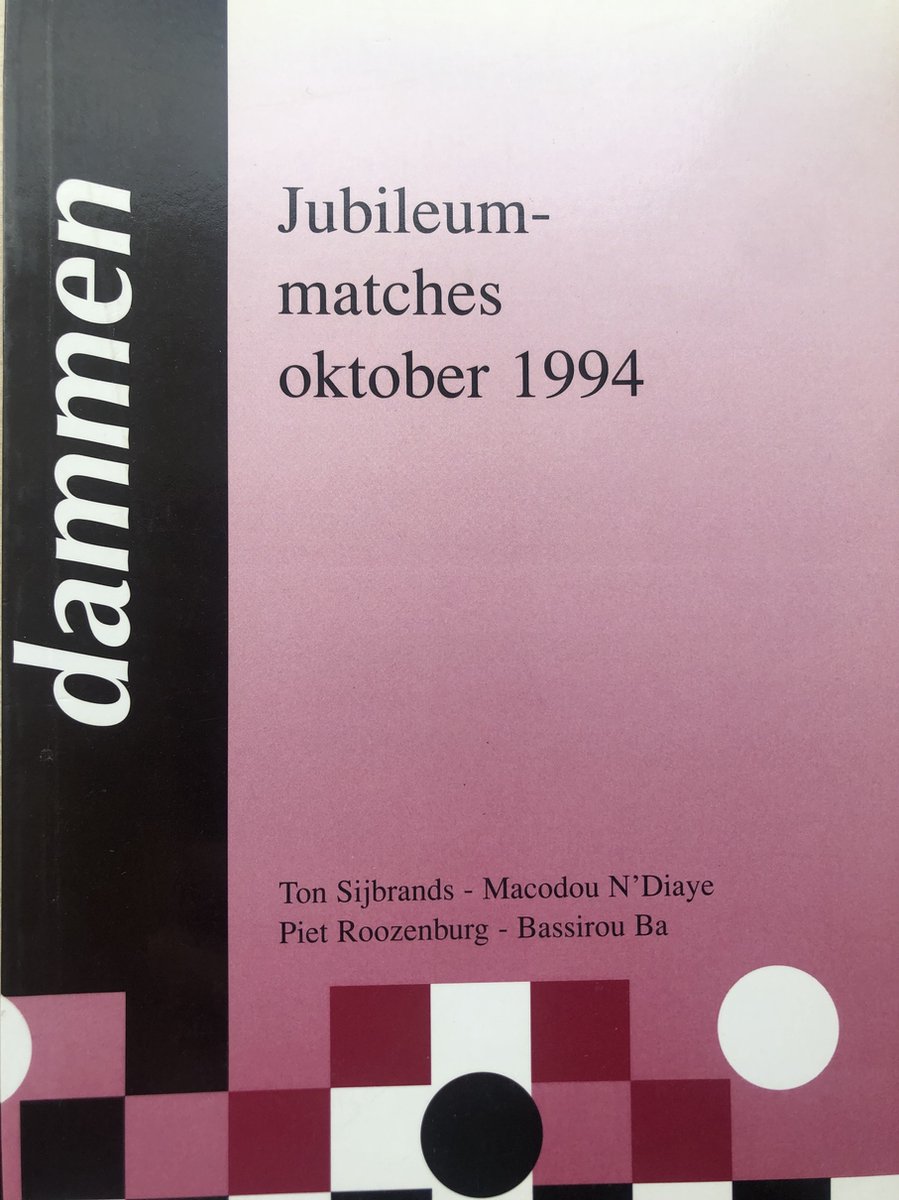 dammen
Jubileum-
matches
oktober 1994
Ton Sijbrands - Macodou N'Diaye
Piet Roozenburg - Bassirou Ba